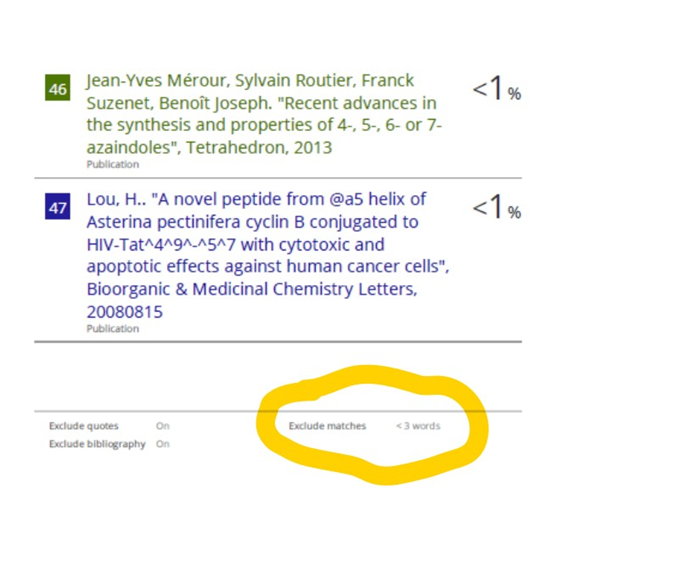 46
Jean-Yves Mérour, Sylvain Routier, Franck
Suzenet, Benoît Joseph. "Recent advances in
the synthesis and properties of 4-, 5-, 6- or 7-
azaindoles", Tetrahedron, 2013
Publication
<1%
47
Lou, H.. "A novel peptide from @a5 helix of
Asterina pectinifera cyclin B conjugated to
HIV-Tat^4^9^-^5^7 with cytotoxic and
apoptotic effects against human cancer cells",
Bioorganic & Medicinal Chemistry Letters,
20080815
Publication
<1%
Exclude quotes On
Exclude bibliography On
Exclude matches < 3 words